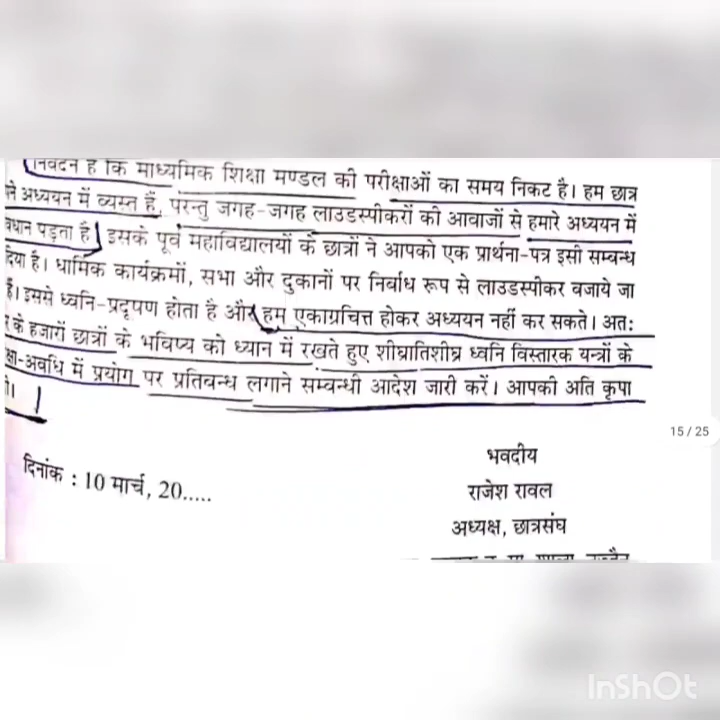 निवेदन है कि माध्यमिक शिक्षा मण्डल की परीक्षाओं का समय निकट है। हम छात्र
ने अध्ययन में व्यस्त हैं, परन्तु जगह-जगह लाउडस्पीकरों की आवाजों से हमारे अध्ययन में
वधान पड़ता है। इसके पूर्व महाविद्यालयों के छात्रों ने आपको एक प्रार्थना-पत्र इसी सम्बन्ध
दिया है। धार्मिक कार्यक्रमों, सभा और दुकानों पर निर्बाध रूप से लाउडस्पीकर बजाये जा
हैं। इससे ध्वनि-प्रदूषण होता है और हम एकाग्रचित्त होकर अध्ययन नहीं कर सकते। अतः
र के हजारों छात्रों के भविष्य को ध्यान में रखते हुए शीघ्रातिशीघ्र ध्वनि विस्तारक यन्त्रों के
क्षा-अवधि में प्रयोग पर प्रतिबन्ध लगाने सम्बन्धी आदेश जारी करें। आपकी अति कृपा
15 / 25
भवदीय
दिनांक : 10 मार्च, 20.....
राजेश रावल
अध्यक्ष, छात्रसंघ
InShOt